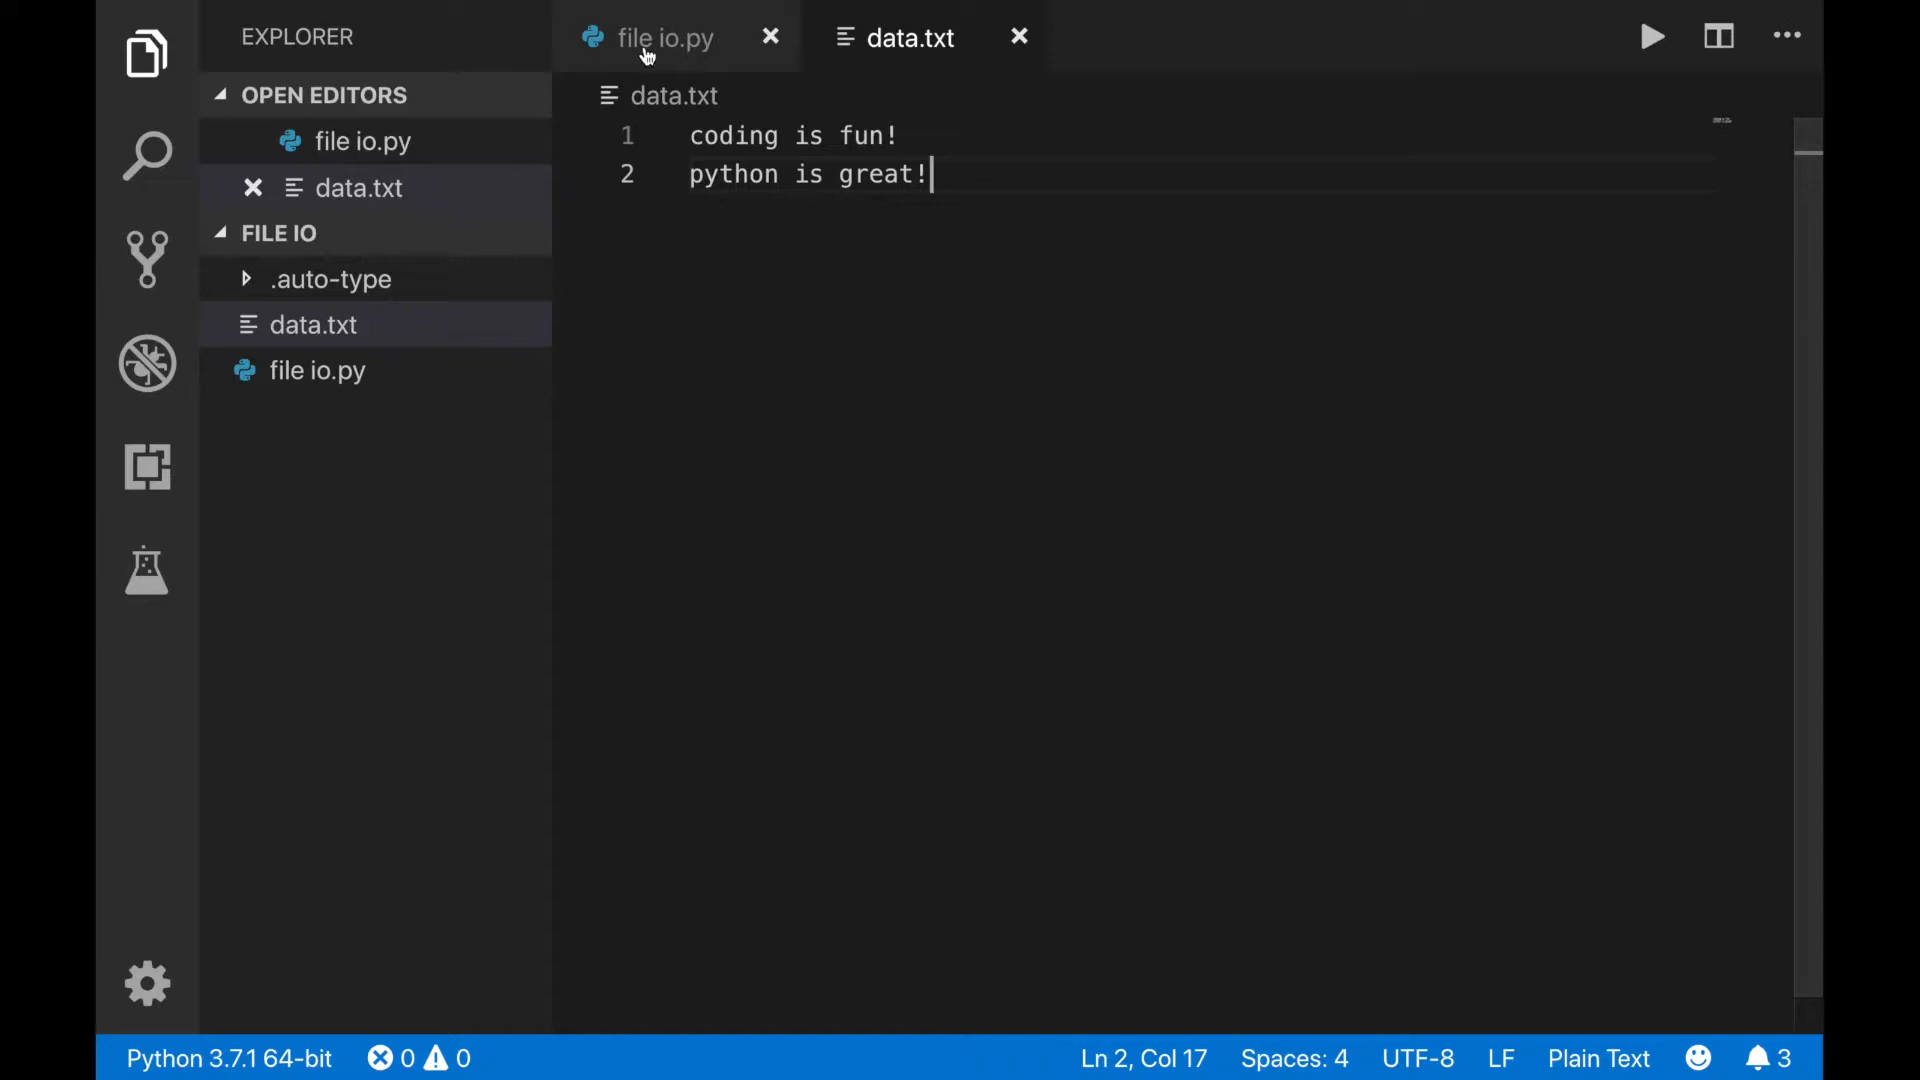 EXPLORER
OPEN EDITORS
file io.py
data.txt
FILE IO
.auto-type
data.txt
file io.py
file io.py
data.txt
data.txt
1 coding is fun!
2 python is great!
Python 3.7.1 64-bit 0 0 Ln 2, Col 17 Spaces: 4 UTF-8 LF Plain Text 3